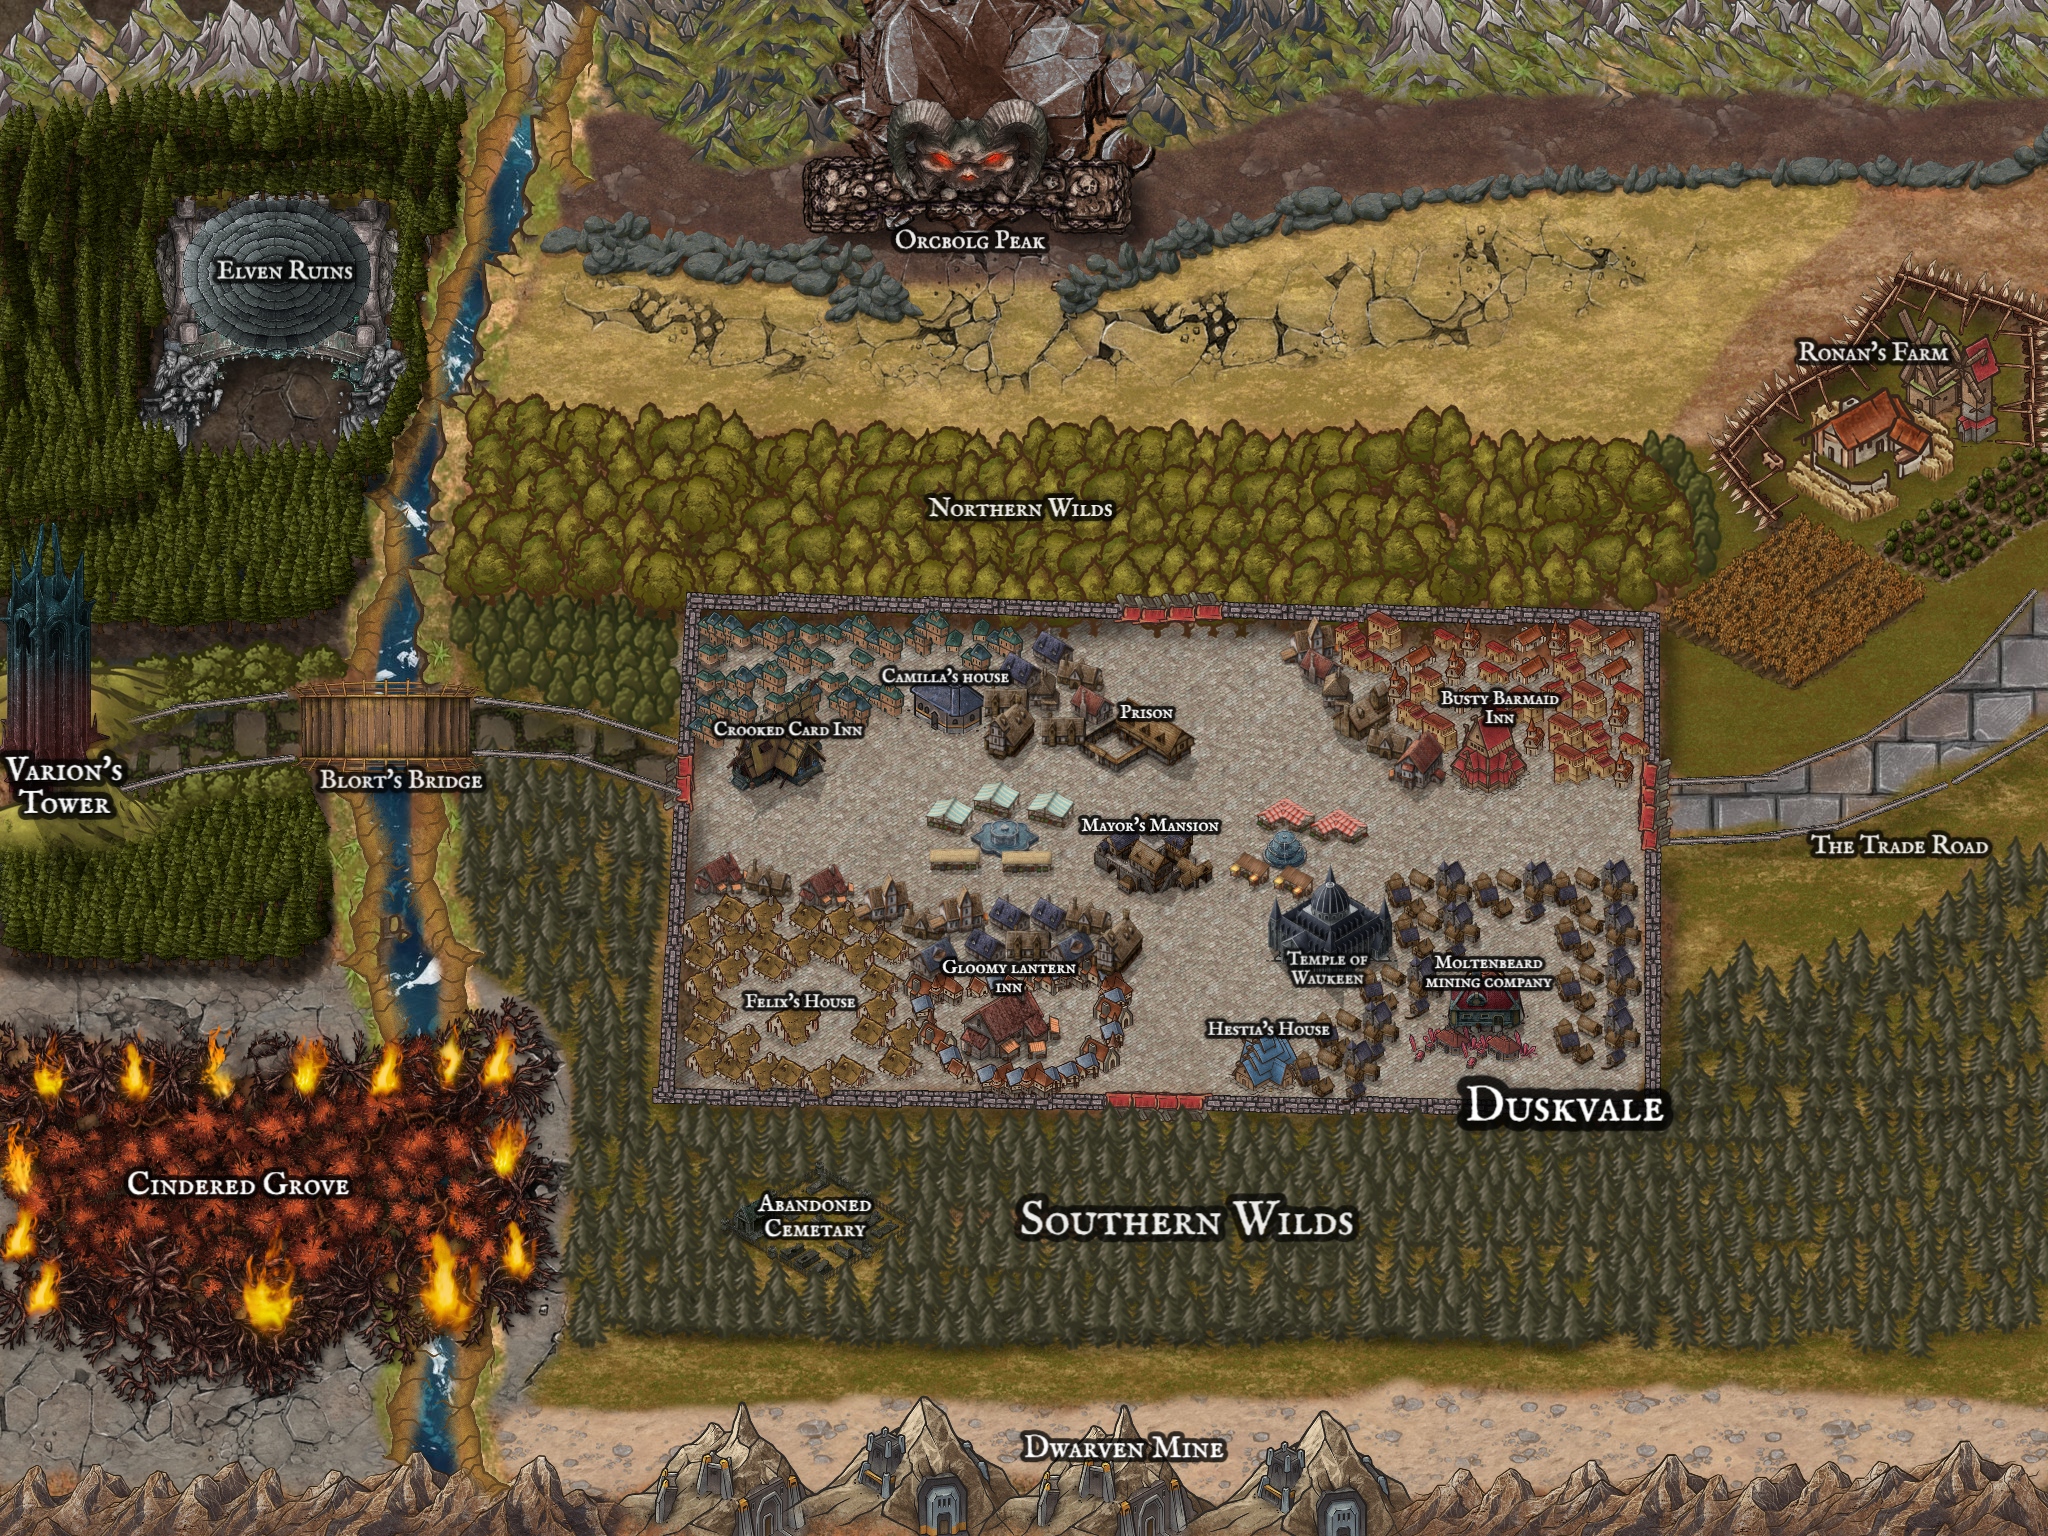 Orcbolg Peak
Elven Ruins
Ronan's Farm
Northern Wilds
Camilla's house
Crooked Card Inn
Prison
Busty Barmaid
Inn
Varion's
Tower
Blort's Bridge
Mayor's Mansion
The Trade Road
Gloomy lantern
inn
Temple of
Waukeen
Moltenbeard
mining company
Felix's House
Hestia's House
Duskvale
Cindered Grove
Abandoned
Cemetary
Southern Wilds
Dwarven Mine